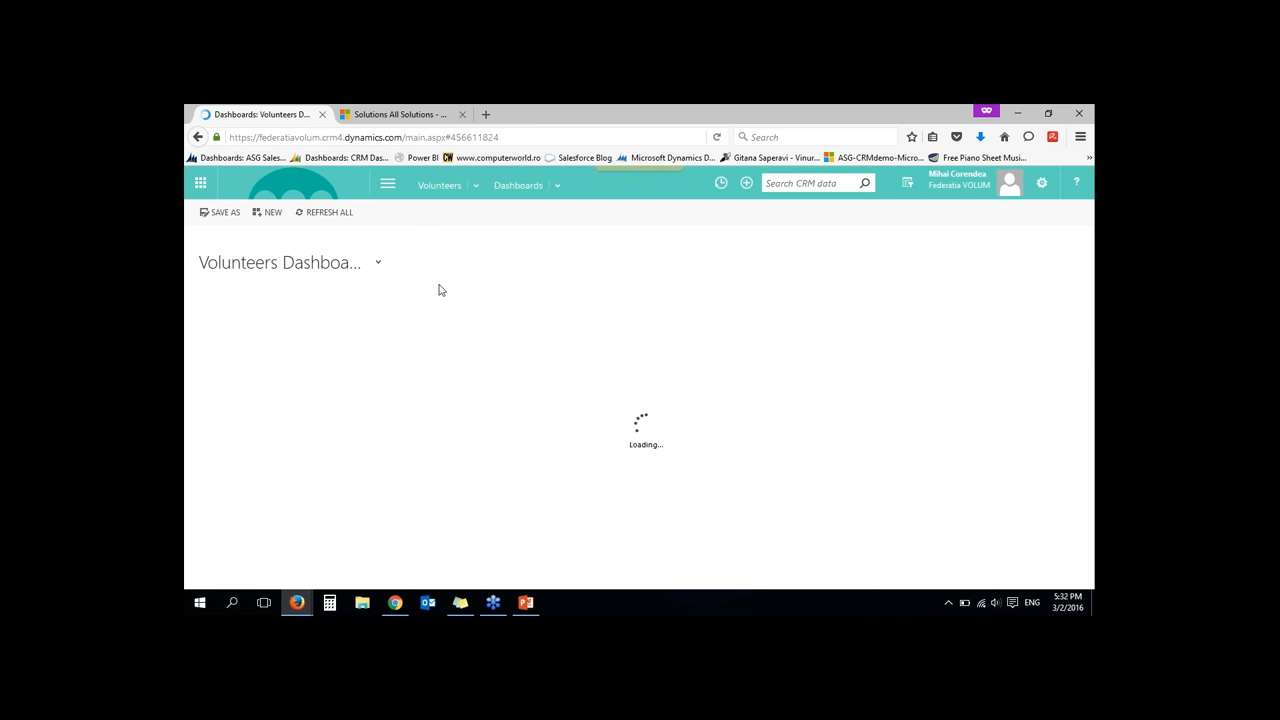 Dashboards: Volunteers D... Solutions All Solutions - ...
https://federatiavolum.crm4.dynamics.com/main.aspx#456611824 Search
Dashboards: ASG Sales... Dashboards: CRM Das... Power BI CW www.computerworld.ro Salesforce Blog Microsoft Dynamics D... Gitana Saperavi - Vinur... ASG-CRMdemo-Micro... Free Piano Sheet Musi... »
Volunteers Dashboards Search CRM data Mihai Corendea
Federatia VOLUM ?
SAVE AS NEW REFRESH ALL
Volunteers Dashboa...
Loading...
ENG 5:32 PM
3/2/2016